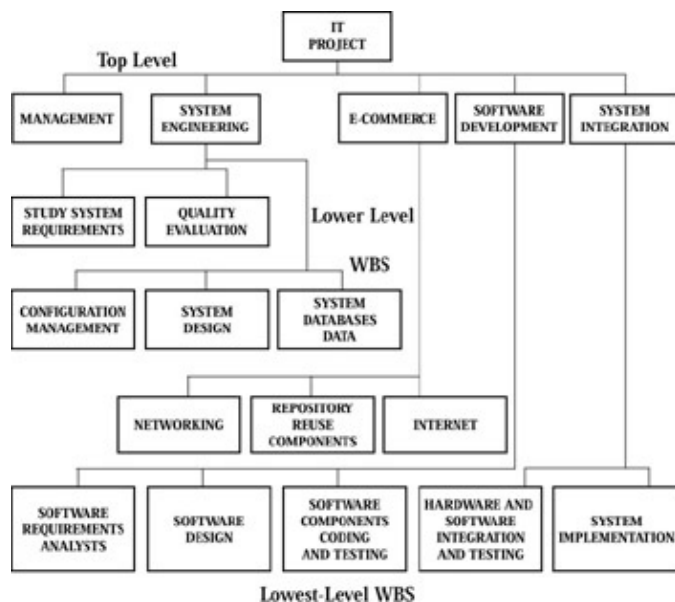 IT
PROJECT
Top Level
MANAGEMENT
SYSTEM
ENGINEERING
E-COMMERCE
SOFTWARE
DEVELOPMENT
SYSTEM
INTEGRATION
STUDY SYSTEM
REQUIREMENTS
QUALITY
EVALUATION
Lower Level
WBS
CONFIGURATION
MANAGEMENT
SYSTEM
DESIGN
SYSTEM
DATABASES
DATA
NETWORKING
REPOSITORY
REUSE
COMPONENTS
INTERNET
SOFTWARE
REQUIREMENTS
ANALYSTS
SOFTWARE
DESIGN
SOFTWARE
COMPONENTS
CODING
AND TESTING
HARDWARE AND
SOFTWARE
INTEGRATION
AND TESTING
SYSTEM
IMPLEMENTATION
Lowest-Level WBS